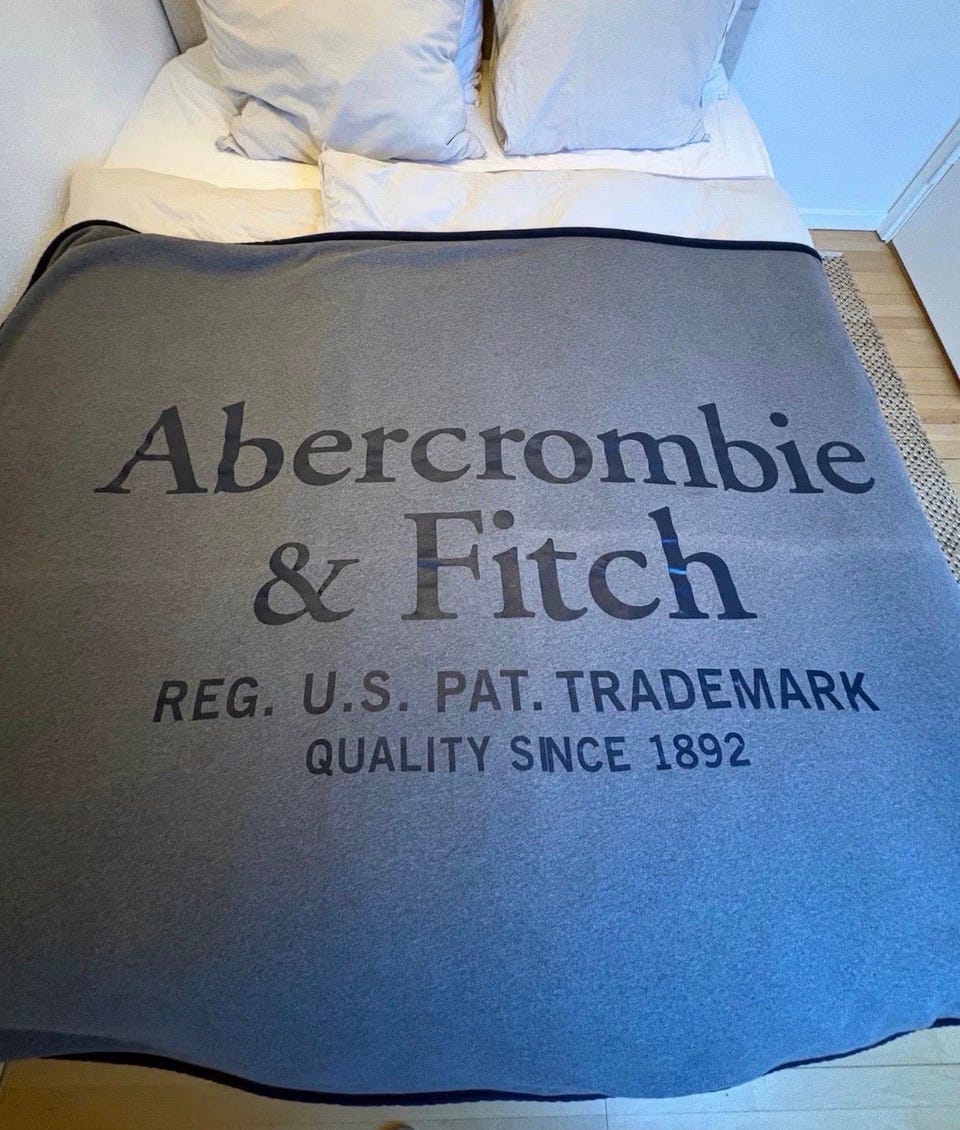 Abercrombie
& Fitch
REG. U.S. PAT. TRADEMARK
QUALITY SINCE 1892